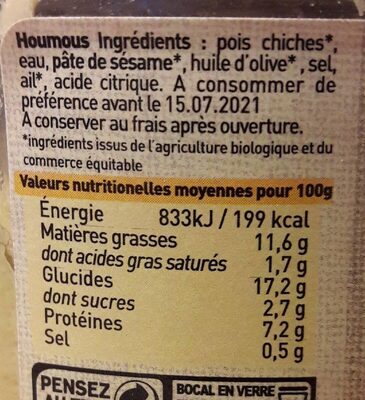 Houmous Ingrédients : pois chiches*,
eau, pâte de sésame*, huile d'olive*, sel,
ail*, acide citrique. A consommer de
préférence avant le 15.07.2021
A conserver au frais après ouverture.
*ingrédients issus de l'agriculture biologique et du
commerce équitable
Valeurs nutritionelles moyennes pour 100g
Énergie 833kJ / 199 kcal
Matières grasses 11,6 g
dont acides gras saturés 1,7 g
Glucides 17,2 g
dont sucres 2,7 g
Protéines 7,2 g
Sel 0,5 g
PENSEZ
BOCAL EN VERRE